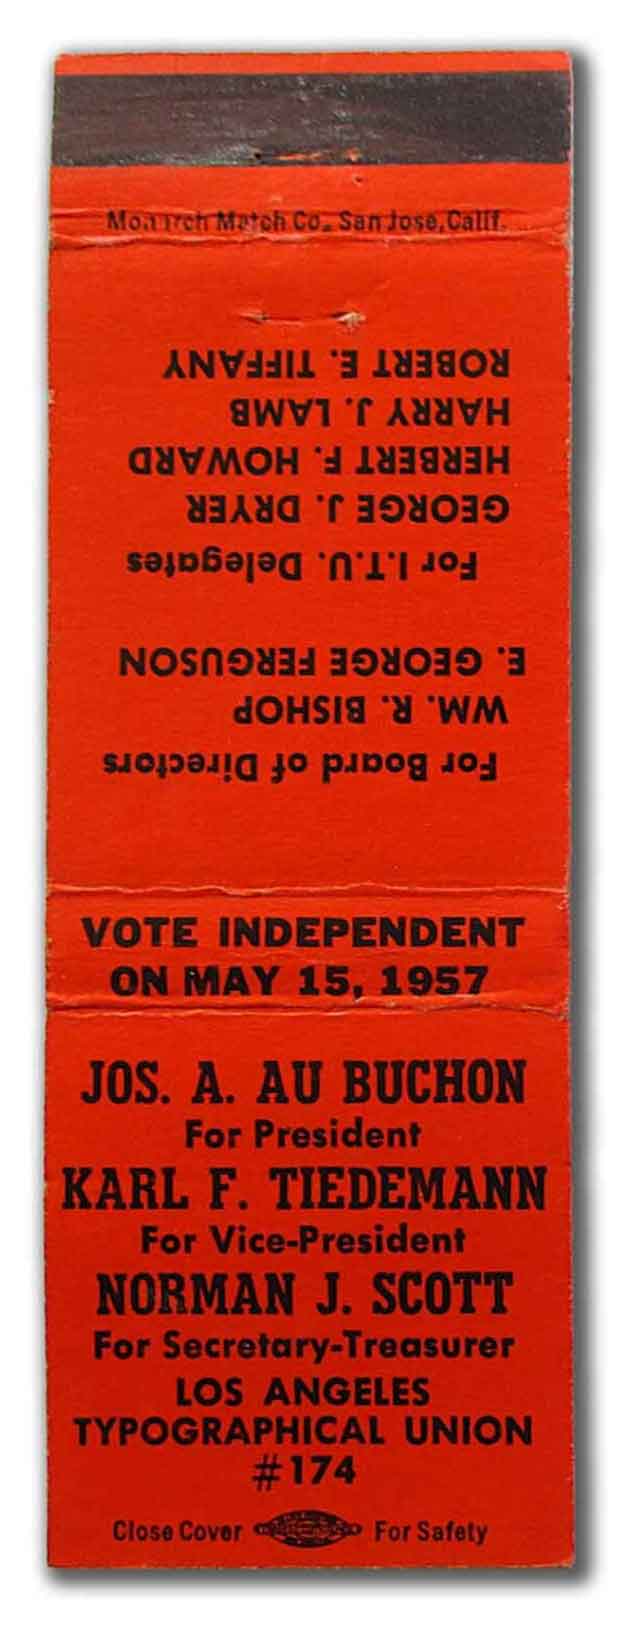 Monarch Match Co., San Jose, Calif.
For Board of Directors
WM. R. BISHOP
E. GEORGE FERGUSON
For I.T.U. Delegates
GEORGE J. DRYER
HERBERT F. HOWARD
HARRY J. LAMB
ROBERT E. TIFFANY
VOTE INDEPENDENT
ON MAY 15, 1957
JOS. A. AU BUCHON
For President
KARL F. TIEDEMANN
For Vice-President
NORMAN J. SCOTT
For Secretary-Treasurer
LOS ANGELES
TYPOGRAPHICAL UNION
#174
Close Cover For Safety